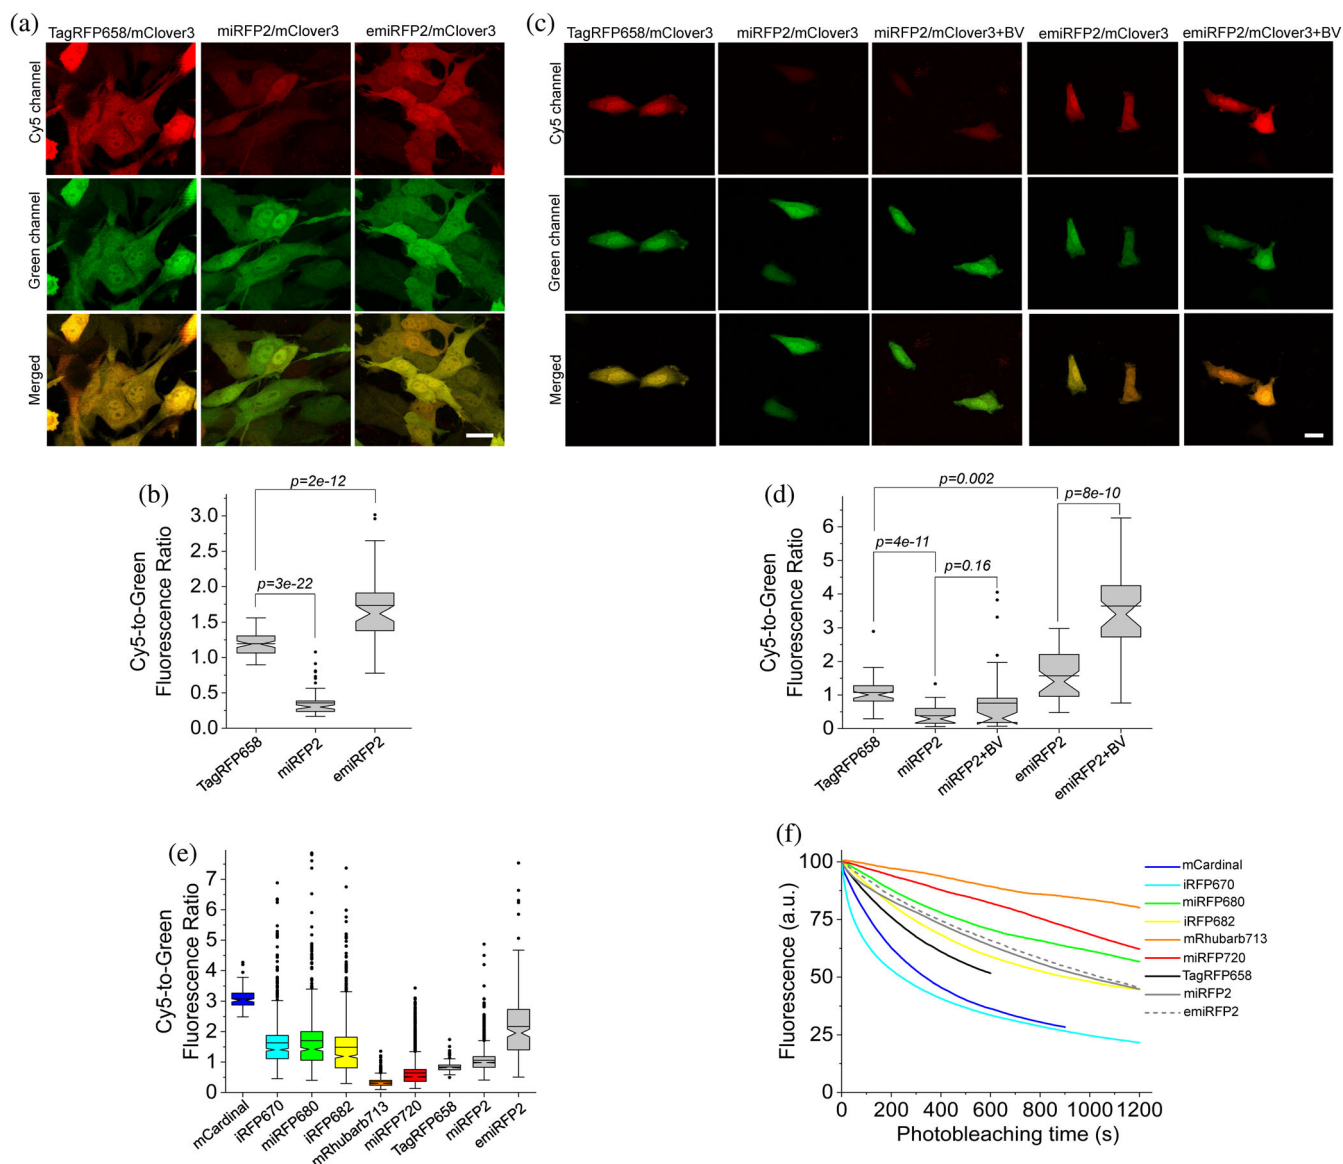 (a)
TagRFP658/mClover3 miRFP2/mClover3 emiRFP2/mClover3
Cy5 channel
Green channel
Merged
(c)
TagRFP658/mClover3 miRFP2/mClover3 miRFP2/mClover3+BV emiRFP2/mClover3 emiRFP2/mClover3+BV
Cy5 channel
Green channel
Merged
(b)
Cy5-to-Green
Fluorescence Ratio
3.0
2.5
2.0
1.5
1.0
0.5
0.0
p=2e-12
p=3e-22
TagRFP658
miRFP2
emiRFP2
(d)
Cy5-to-Green
Fluorescence Ratio
6
5
4
3
2
1
0
p=0.002
p=8e-10
p=4e-11
p=0.16
TagRFP658
miRFP2
miRFP2+BV
emiRFP2
emiRFP2+BV
(e)
Cy5-to-Green
Fluorescence Ratio
7
6
5
4
3
2
1
0
mCardinal
iRFP670
miRFP680
iRFP682
mRhubarb713
miRFP720
TagRFP658
miRFP2
emiRFP2
(f)
Fluorescence (a.u.)
100
75
50
25
0
0 200 400 600 800 1000 1200
Photobleaching time (s)
mCardinal
iRFP670
miRFP680
iRFP682
mRhubarb713
miRFP720
TagRFP658
miRFP2
emiRFP2